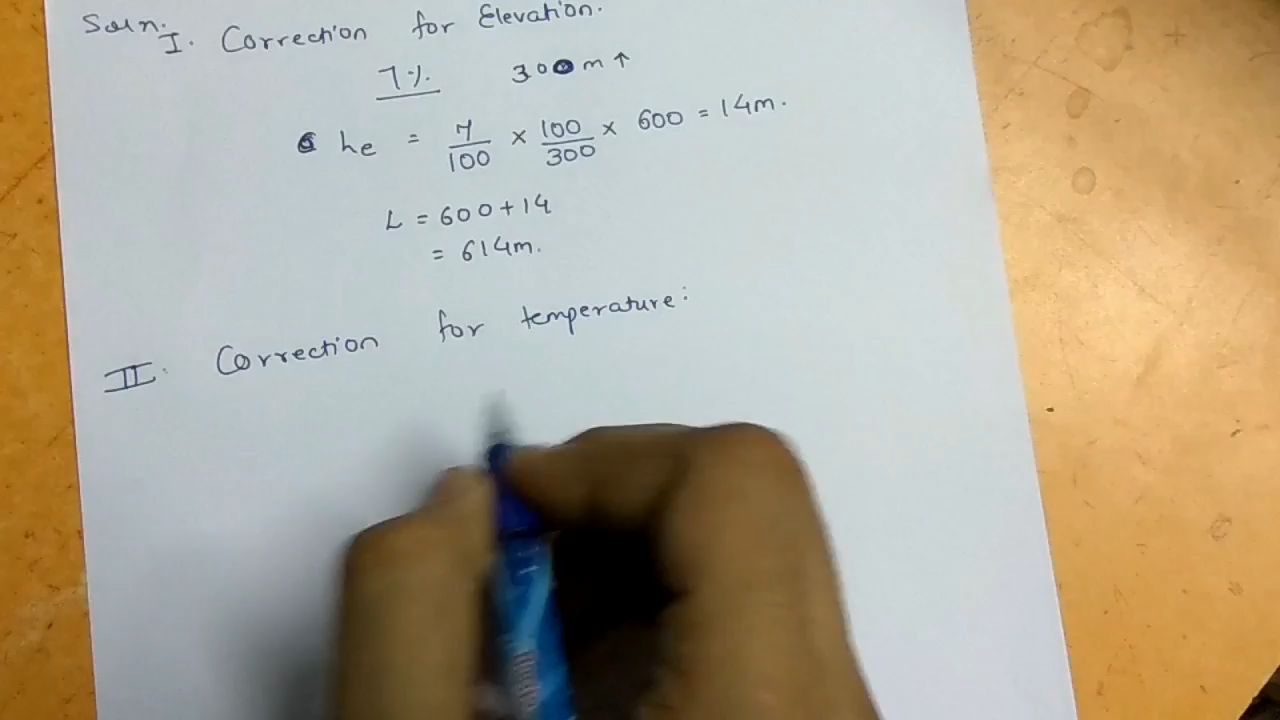 Soln.
I. Correction for Elevation.
7% 300m ↑
he = 7/100 × 100/300 × 600 = 14m.
L = 600+14
= 614m.
II. Correction for temperature: